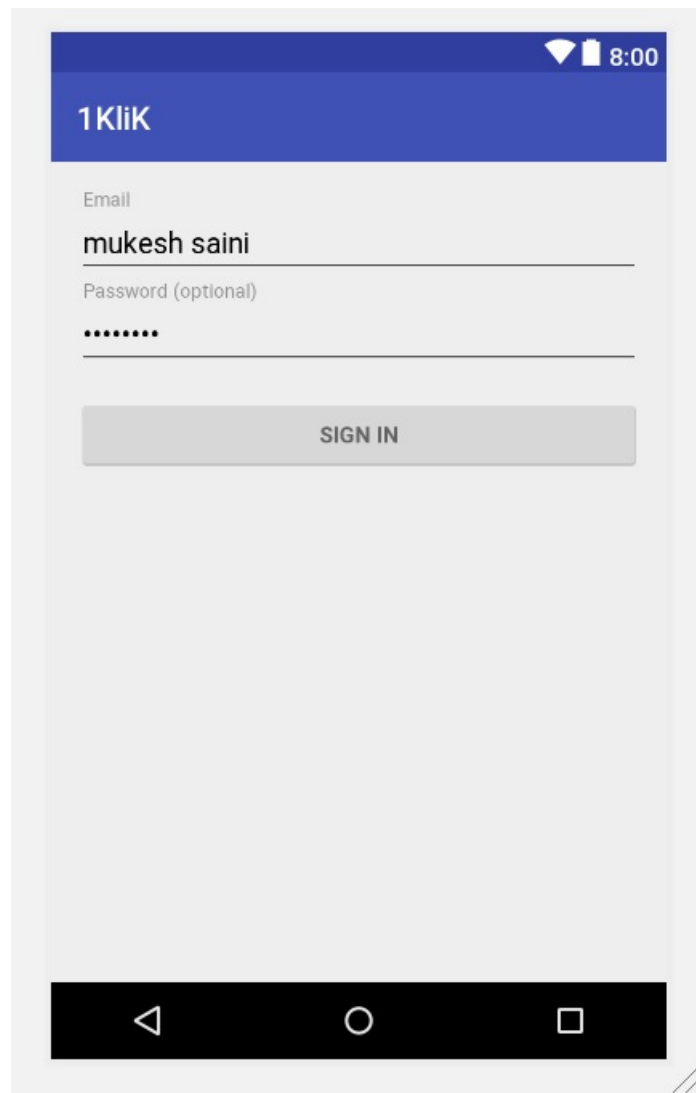 8:00
1KliK
Email
mukesh saini
Password (optional)
••••••••
SIGN IN